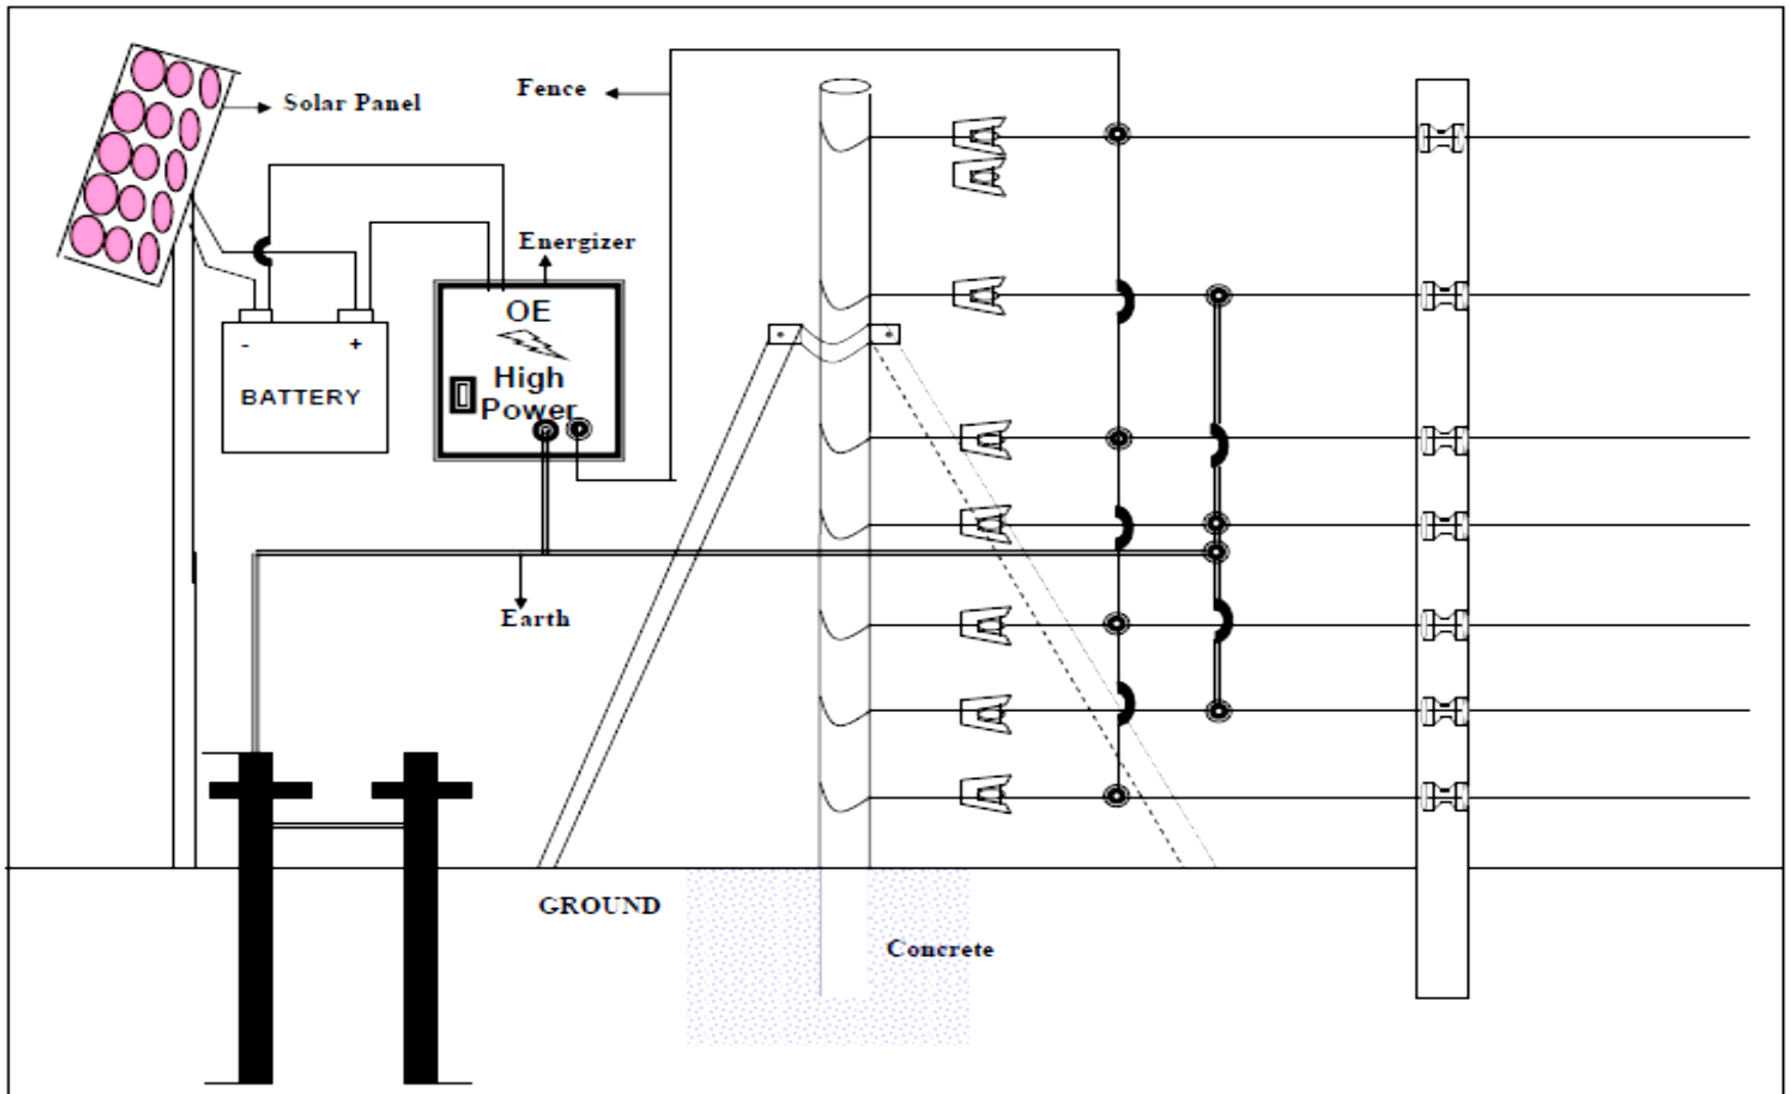 Solar Panel
Fence
Energizer
OE
High
Power
- +
BATTERY
Earth
GROUND
Concrete